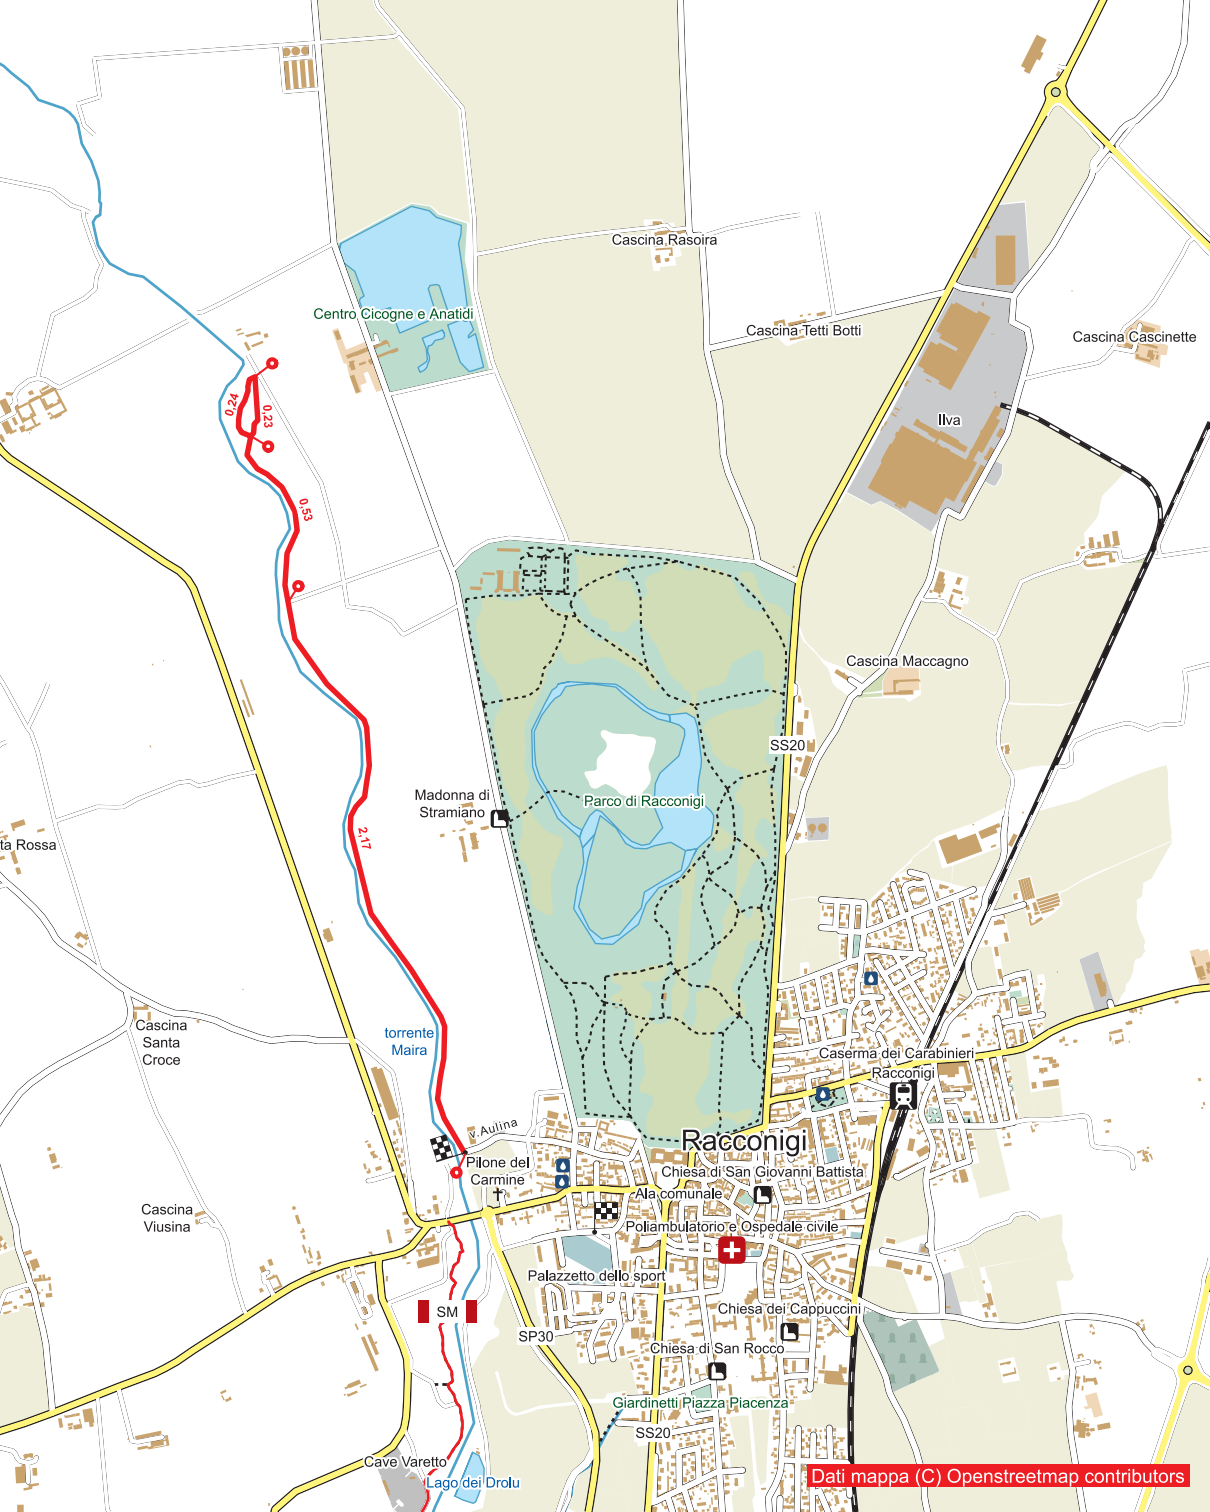 Cascina Rasoira
Centro Cicogne e Anatidi
Cascina Tetti Botti
Cascina Cascinette
0,24
0,23
Ilva
0,53
Cascina Maccagno
SS20
Madonna di
Stramiano
Parco di Racconigi
2,17
ta Rossa
Cascina
Santa
Croce
torrente
Maira
Caserma dei Carabinieri
Racconigi
v.Aulina
Racconigi
Pilone del
Carmine
Chiesa di San Giovanni Battista
Ala comunale
Cascina
Viusina
Poliambulatorio e Ospedale civile
Palazzetto dello sport
SM
Chiesa dei Cappuccini
SP30
Chiesa di San Rocco
Giardinetti Piazza Piacenza
SS20
Cave Varetto
Lago dei Drolu
Dati mappa (C) Openstreetmap contributors